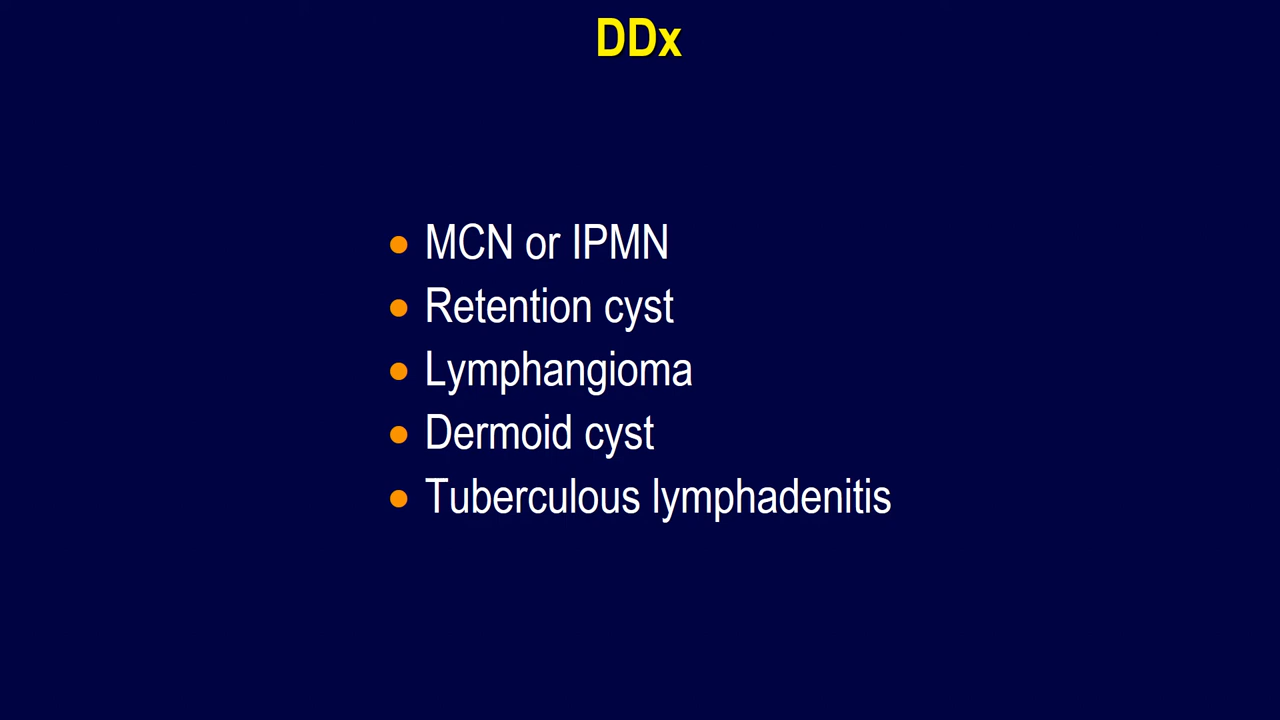 DDx
MCN or IPMN
Retention cyst
Lymphangioma
Dermoid cyst
Tuberculous lymphadenitis